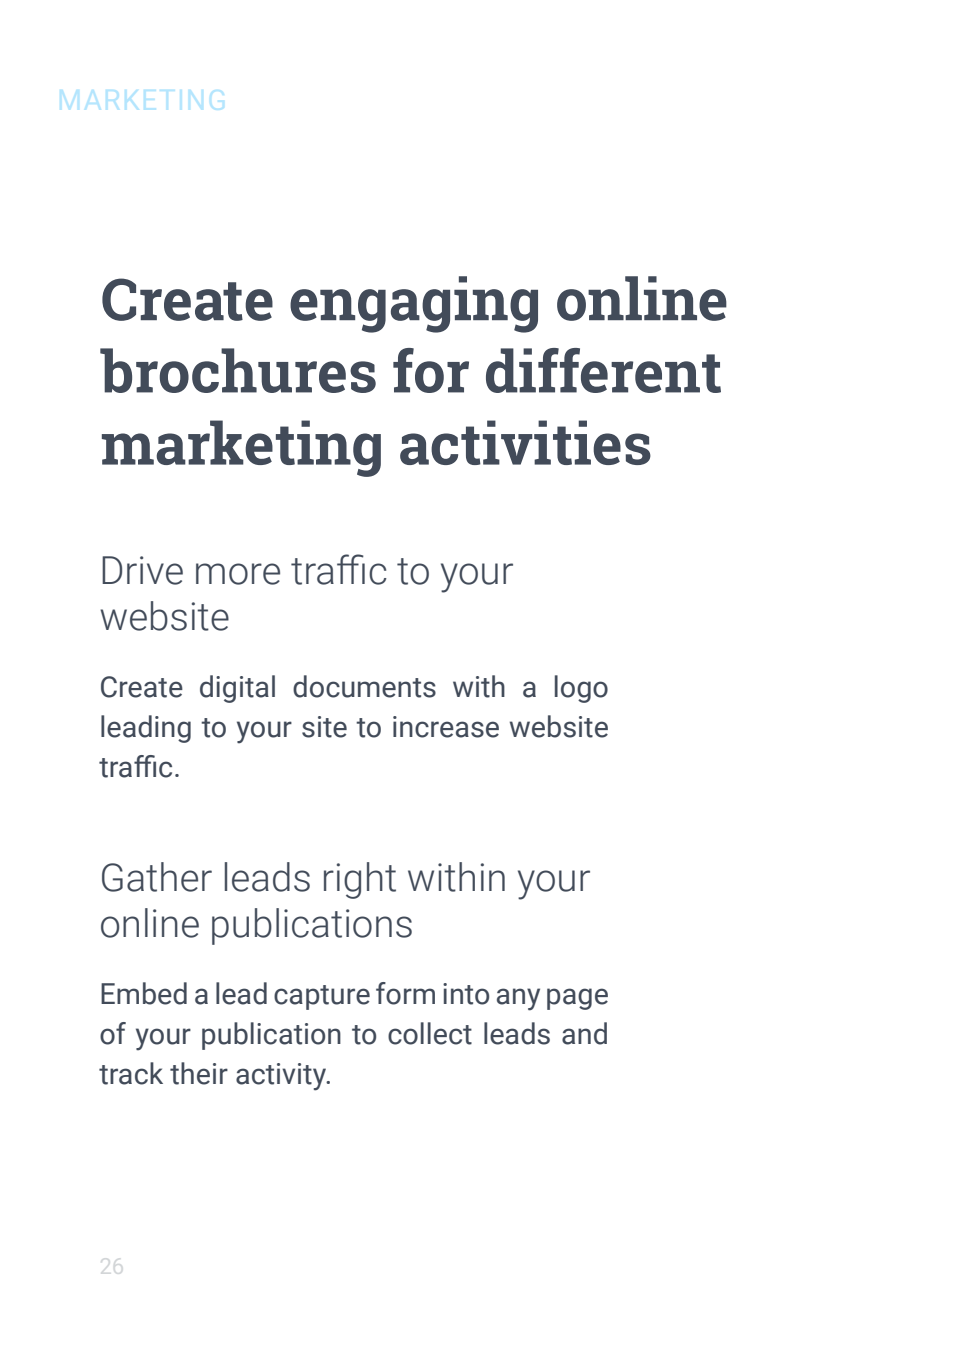 MARKETING
Create engaging online
brochures for different
marketing activities
Drive more traffic to your
website
Create digital documents with a logo
leading to your site to increase website
traffic.
Gather leads right within your
online publications
Embed a lead capture form into any page
of your publication to collect leads and
track their activity.
26